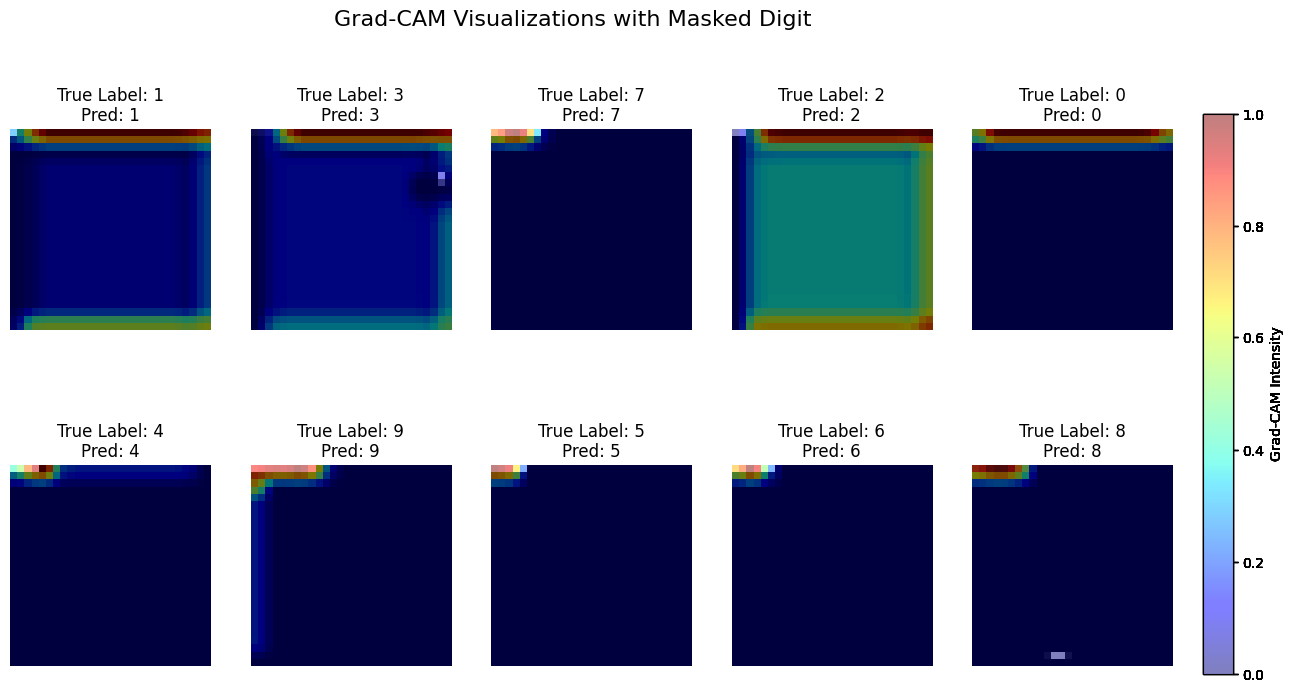 Grad-CAM Visualizations with Masked Digit
True Label: 1
Pred: 1
True Label: 3
Pred: 3
True Label: 7
Pred: 7
True Label: 2
Pred: 2
True Label: 0
Pred: 0
True Label: 4
Pred: 4
True Label: 9
Pred: 9
True Label: 5
Pred: 5
True Label: 6
Pred: 6
True Label: 8
Pred: 8
1.0
0.8
0.6
0.4
0.2
0.0
Grad-CAM Intensity